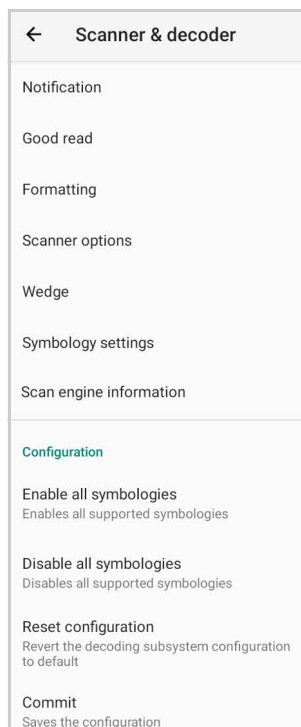 Scanner & decoder
Notification
Good read
Formatting
Scanner options
Wedge
Symbology settings
Scan engine information
Configuration
Enable all symbologies
Enables all supported symbologies
Disable all symbologies
Disables all supported symbologies
Reset configuration
Revert the decoding subsystem configuration
to default
Commit
Saves the configuration